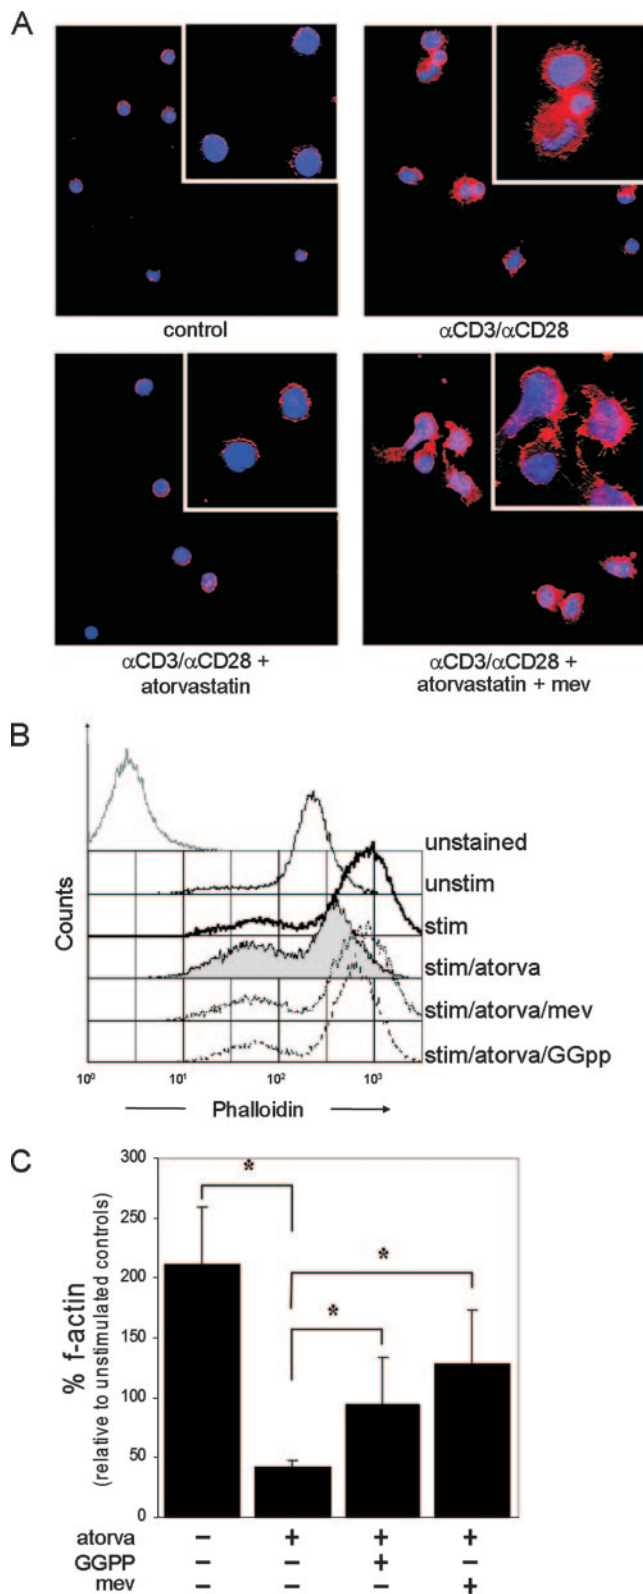 A
control
αCD3/αCD28
αCD3/αCD28 +
atorvastatin
αCD3/αCD28 +
atorvastatin + mev
B
Counts
unstained
unstim
stim
stim/atorva
stim/atorva/mev
stim/atorva/GGpp
10⁰ 10¹ 10² 10³
Phalloidin
C
% f-actin
(relative to unstimulated controls)
300
250
200
150
100
50
0
* * *
atorva - + + +
GGPP - - + -
mev - - - +